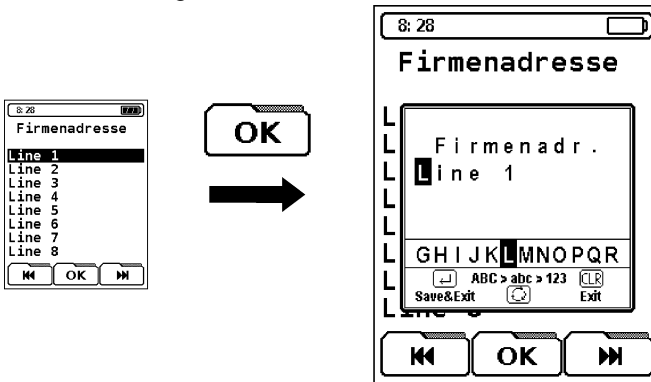 8:28
Firmenadresse
Line 1
Line 2
Line 3
Line 4
Line 5
Line 6
Line 7
Line 8
OK
OK
8:28
Firmenadresse
Firmenadr.
Line 1
GHIJKLMNOPQR
ABC > abc > 123 CLR
Save&Exit Exit
OK